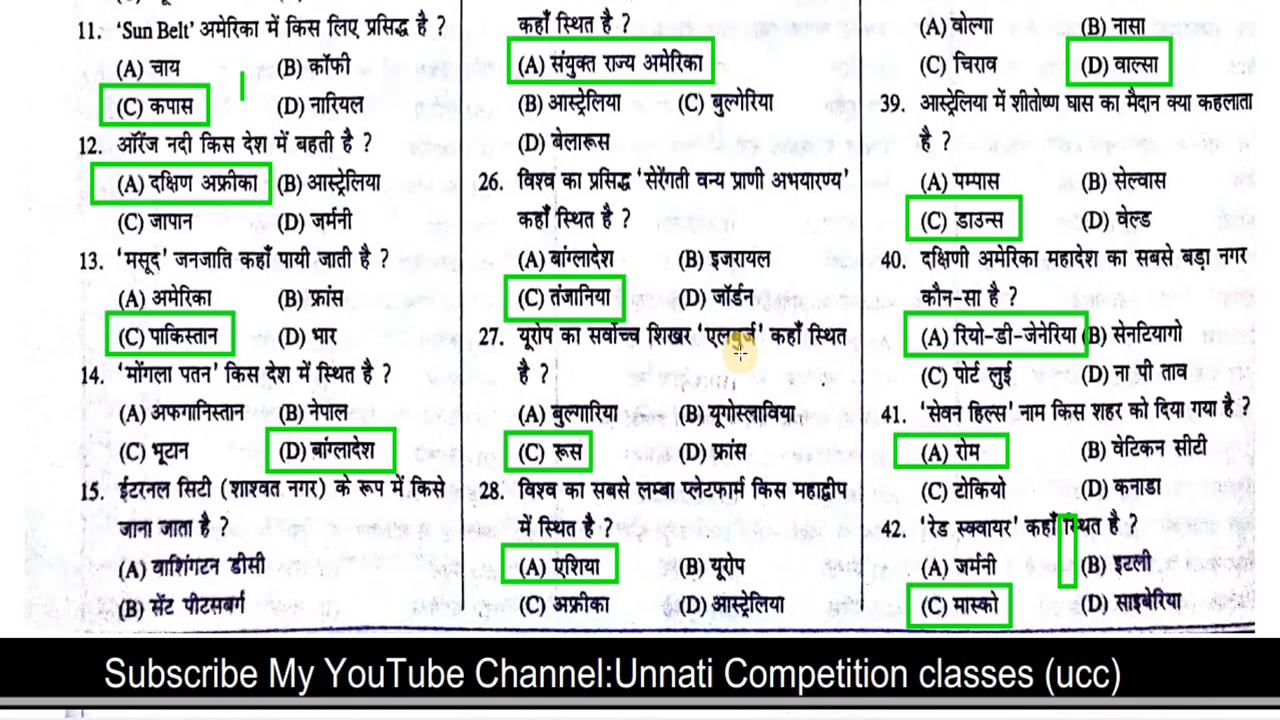 11. ‘Sun Belt’ अमेरिका में किस लिए प्रसिद्ध है ?
(A) चाय (B) कॉफी
(C) कपास (D) नारियल
12. ऑरेंज नदी किस देश में बहती है ?
(A) दक्षिण अफ्रीका (B) आस्ट्रेलिया
(C) जापान (D) जर्मनी
13. ‘मसूद’ जनजाति कहाँ पायी जाती है ?
(A) अमेरिका (B) फ्रांस
(C) पाकिस्तान (D) भार
14. ‘मोंगला पतन’ किस देश में स्थित है ?
(A) अफगानिस्तान (B) नेपाल
(C) भूटान (D) बांग्लादेश
15. ईटरनल सिटी (शाश्वत नगर) के रूप में किसे
जाना जाता है ?
(A) वाशिंगटन डीसी
(B) सेंट पीटसबर्ग
कहाँ स्थित है ?
(A) संयुक्त राज्य अमेरिका
(B) आस्ट्रेलिया (C) बुल्गेरिया
(D) बेलारूस
26. विश्व का प्रसिद्ध ‘सेरेंगती वन्य प्राणी अभयारण्य’
कहाँ स्थित है ?
(A) बांग्लादेश (B) इजरायल
(C) तंजानिया (D) जॉर्डन
27. यूरोप का सर्वोच्च शिखर कहाँ स्थित
है ?
(A) बुल्गारिया (B) यूगोस्लाविया
(C) रूस (D) फ्रांस
28. विश्व का सबसे लम्बा प्लेटफार्म किस महाद्वीप
में स्थित है ?
(A) एशिया (B) यूरोप
(C) अफ्रीका (D) आस्ट्रेलिया
(A) वोल्गा (B) नासा
(C) चिराव (D) वाल्सा
39. आस्ट्रेलिया में शीतोष्ण घास का मैदान क्या कहलाता
है ?
(A) पम्पास (B) सेल्वास
(C) डाउन्स (D) वेल्ड
40. दक्षिणी अमेरिका महादेश का सबसे बड़ा नगर
कौन-सा है ?
(A) रियो-डी-जेनेरिया (B) सेनटियागो
(C) पोर्ट लुई (D) ना पी ताव
41. ‘सेवन हिल्स’ नाम किस शहर को दिया गया है ?
(A) रोम (B) वेटिकन सीटी
(C) टोकियो (D) कनाडा
42. ‘रेड स्क्वायर’ कहाँ स्थित है ?
(A) जर्मनी (B) इटली
(C) मास्को (D) साइबेरिया
Subscribe My YouTube Channel:Unnati Competition classes (ucc)